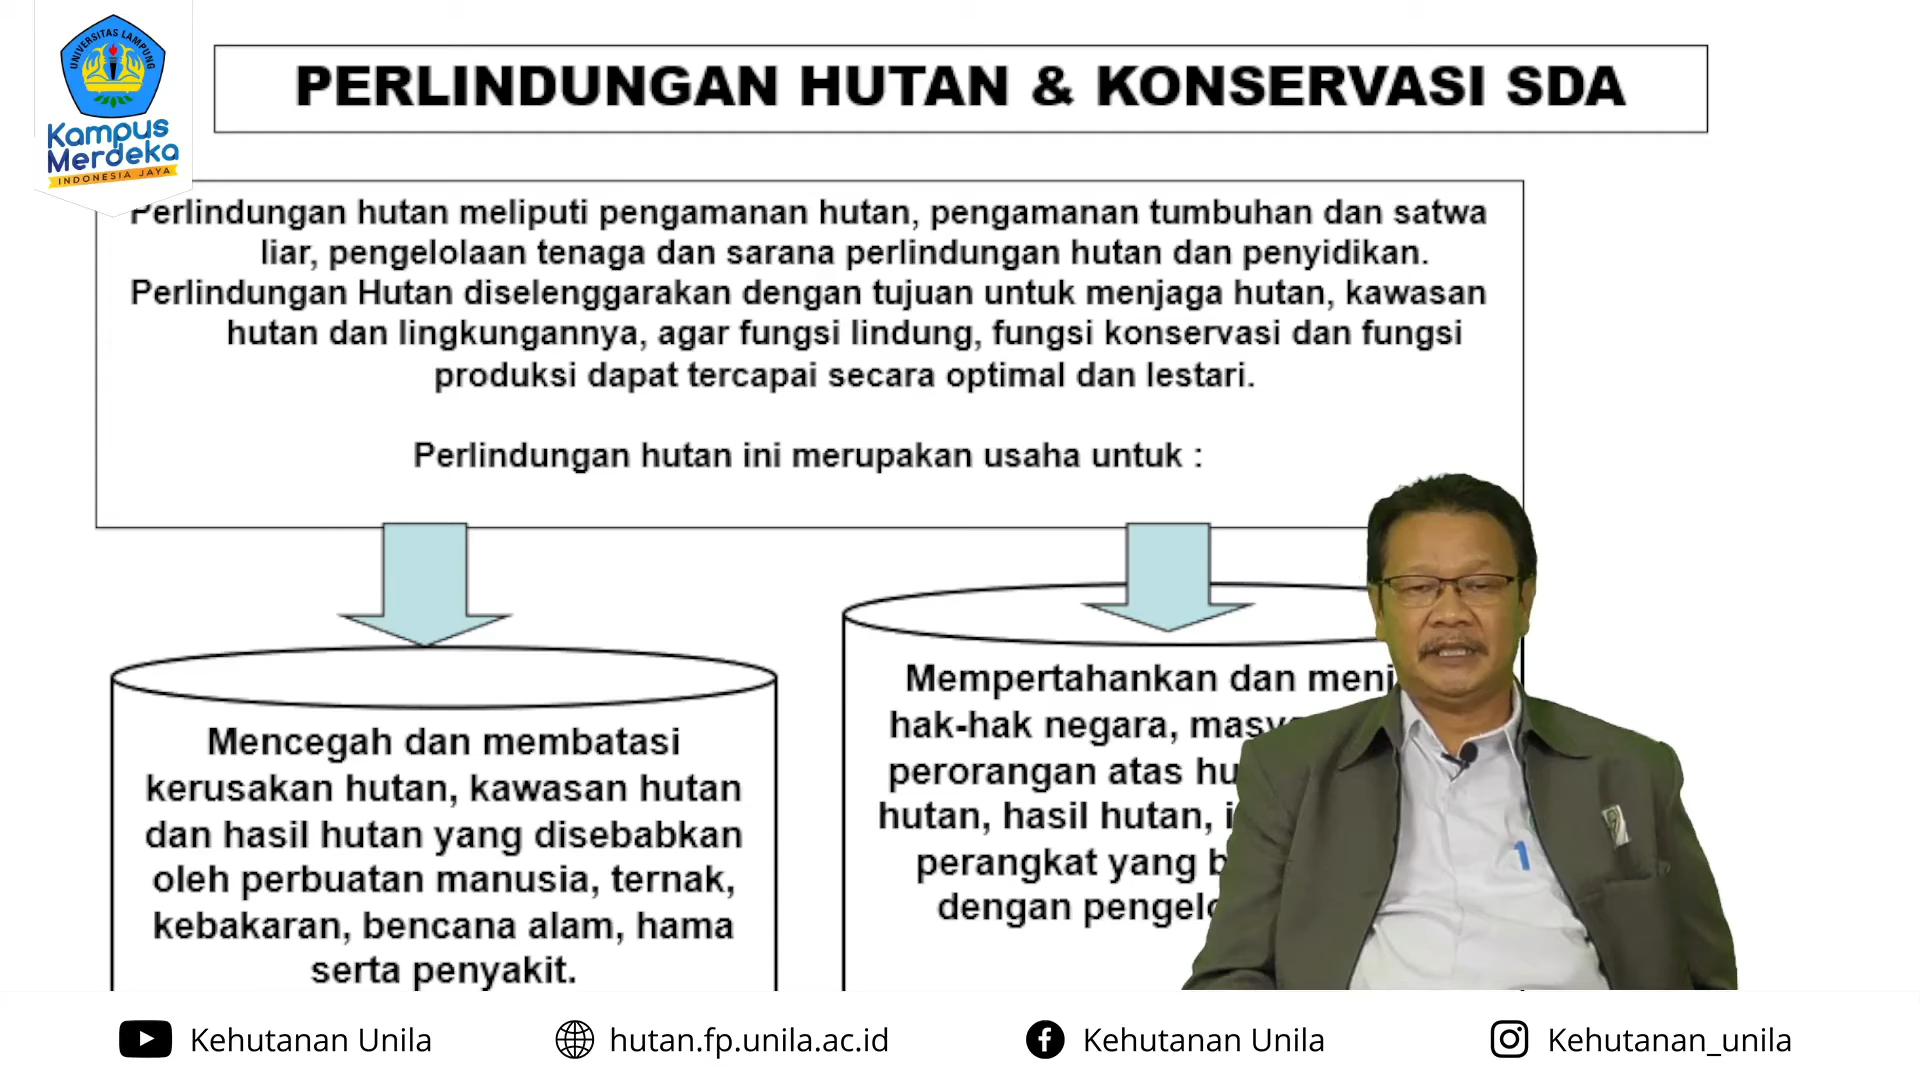 UNIVERSITAS LAMPUNG
Kampus
Merdeka
INDONESIA JAYA
PERLINDUNGAN HUTAN & KONSERVASI SDA
Perlindungan hutan meliputi pengamanan hutan, pengamanan tumbuhan dan satwa
liar, pengelolaan tenaga dan sarana perlindungan hutan dan penyidikan.
Perlindungan Hutan diselenggarakan dengan tujuan untuk menjaga hutan, kawasan
hutan dan lingkungannya, agar fungsi lindung, fungsi konservasi dan fungsi
produksi dapat tercapai secara optimal dan lestari.
Perlindungan hutan ini merupakan usaha untuk :
Mencegah dan membatasi
kerusakan hutan, kawasan hutan
dan hasil hutan yang disebabkan
oleh perbuatan manusia, ternak,
kebakaran, bencana alam, hama
serta penyakit.
Mempertahankan dan
hak-hak negara,
perorangan atas
hutan, hasil hutan,
perangkat yang
dengan
Kehutanan Unila
hutan.fp.unila.ac.id
Kehutanan Unila
Kehutanan_unila